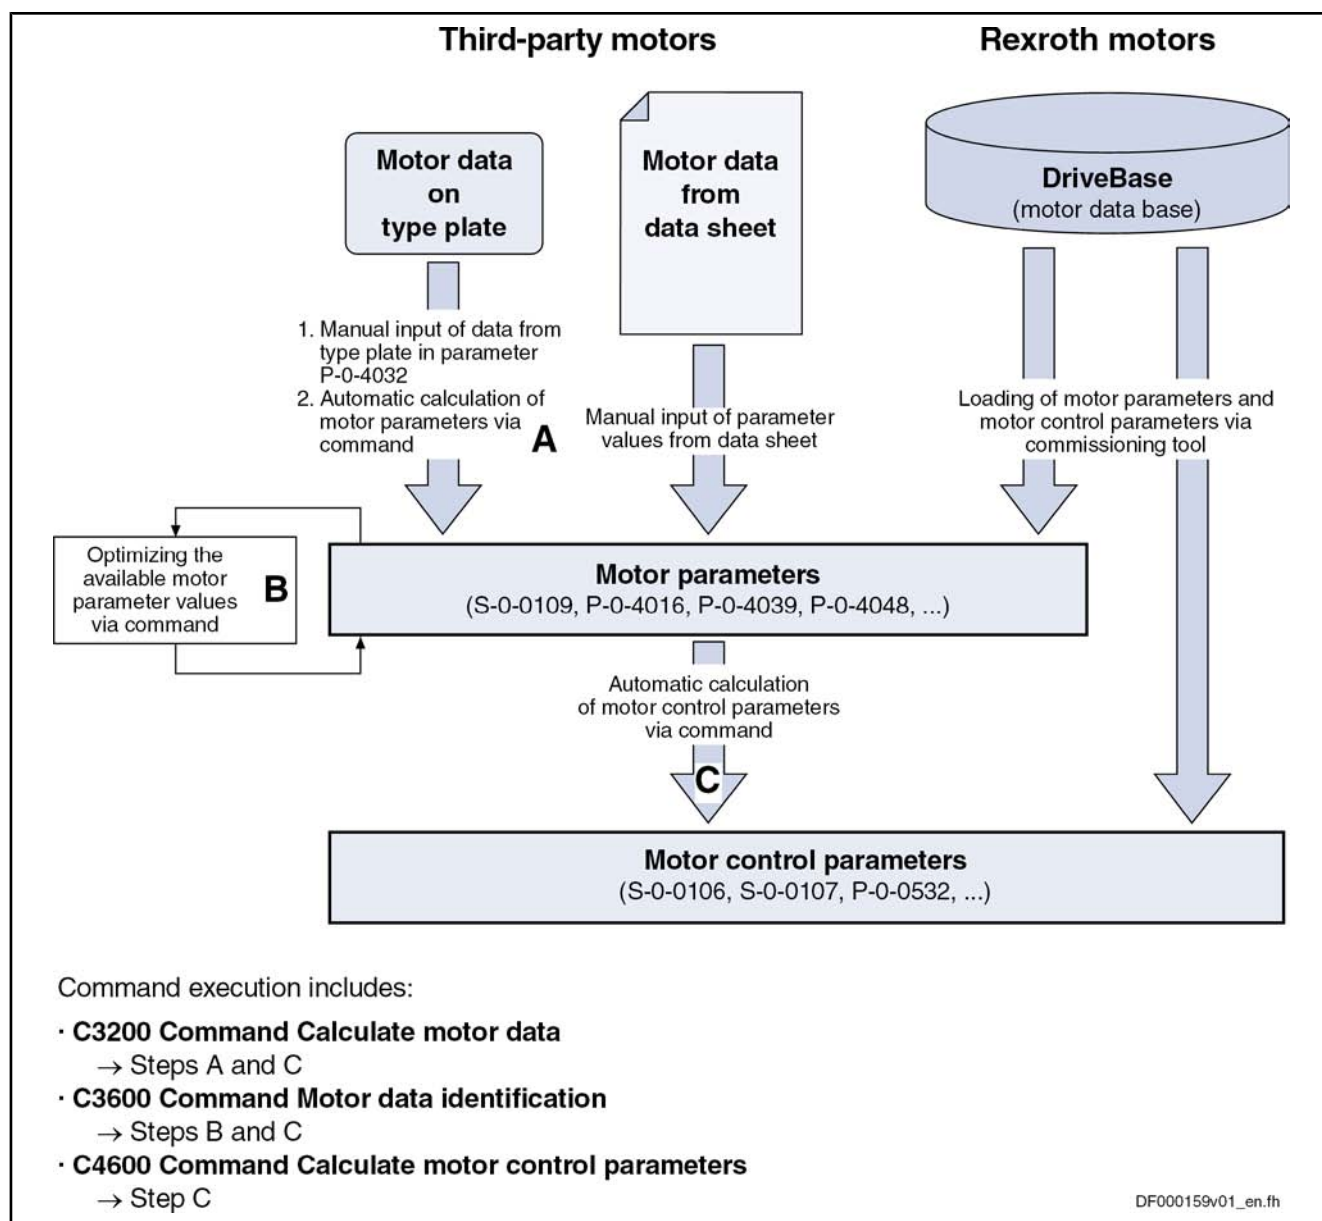 Third-party motors
Rexroth motors
Motor data
on
type plate
Motor data
from
data sheet
DriveBase
(motor data base)
1. Manual input of data from
type plate in parameter
P-0-4032
2. Automatic calculation of
motor parameters via
command
A
Manual input of parameter
values from data sheet
Loading of motor parameters and
motor control parameters via
commissioning tool
Optimizing the
available motor
parameter values
via command
B
Motor parameters
(S-0-0109, P-0-4016, P-0-4039, P-0-4048, ...)
Automatic calculation
of motor control parameters
via command
C
Motor control parameters
(S-0-0106, S-0-0107, P-0-0532, ...)
Command execution includes:
· C3200 Command Calculate motor data
→ Steps A and C
· C3600 Command Motor data identification
→ Steps B and C
· C4600 Command Calculate motor control parameters
→ Step C
DF000159v01_en.fh